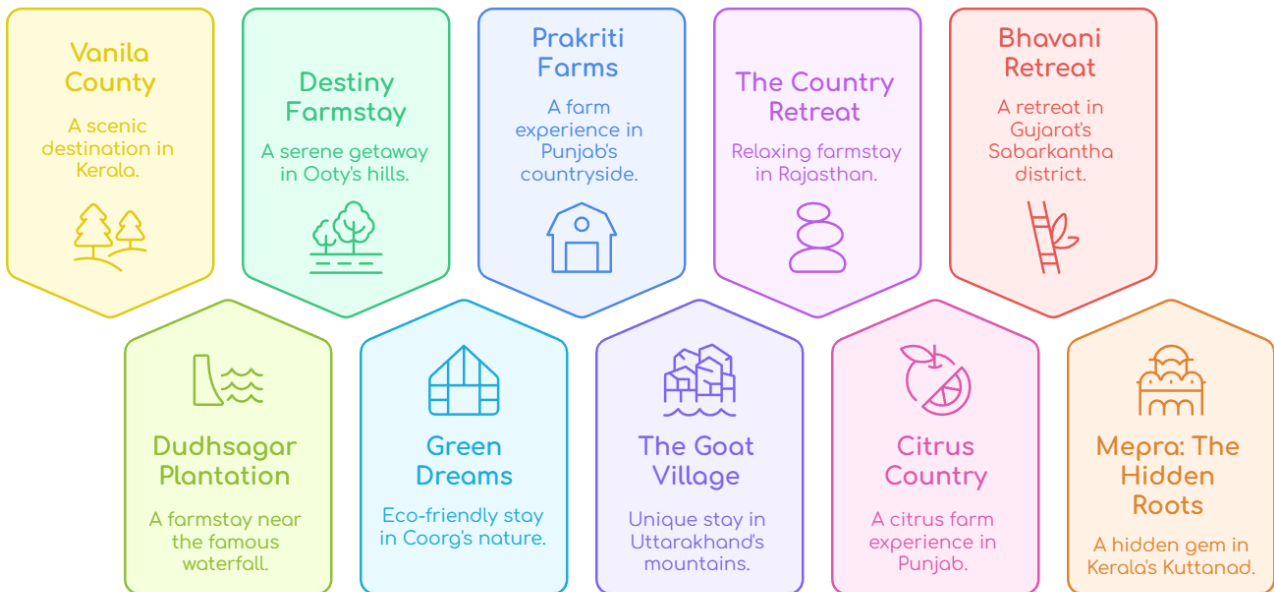 Vanila
County
A scenic
destination in
Kerala.
Destiny
Farmstay
A serene getaway
in Ooty's hills.
Prakriti
Farms
A farm
experience in
Punjab's
countryside.
The Country
Retreat
Relaxing farmstay
in Rajasthan.
Bhavani
Retreat
A retreat in
Gujarat's
Sabarkantha
district.
Dudhsagar
Plantation
A farmstay near
the famous
waterfall.
Green
Dreams
Eco-friendly stay
in Coorg's nature.
The Goat
Village
Unique stay in
Uttarakhand's
mountains.
Citrus
Country
A citrus farm
experience in
Punjab.
Mepra: The
Hidden
Roots
A hidden gem in
Kerala's Kuttanad.